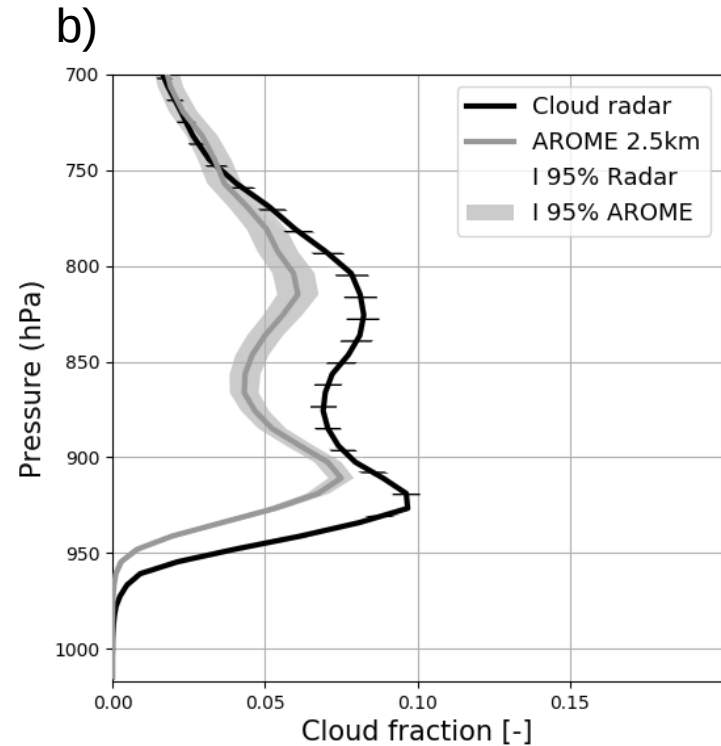 b)
Cloud radar
AROME 2.5km
I 95% Radar
I 95% AROME
Pressure (hPa)
700
750
800
850
900
950
1000
0.00 0.05 0.10 0.15
Cloud fraction [-]